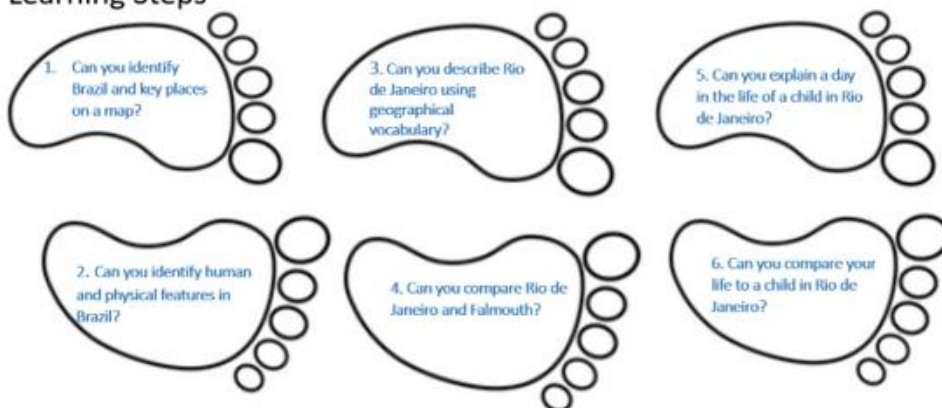 Learning Steps
1. Can you identify
Brazil and key places
on a map?
2. Can you identify human
and physical features in
Brazil?
3. Can you describe Rio
de Janeiro using
geographical
vocabulary?
4. Can you compare Rio de
Janeiro and Falmouth?
5. Can you explain a day
in the life of a child in Rio
de Janeiro?
6. Can you compare your
life to a child in Rio de
Janeiro?